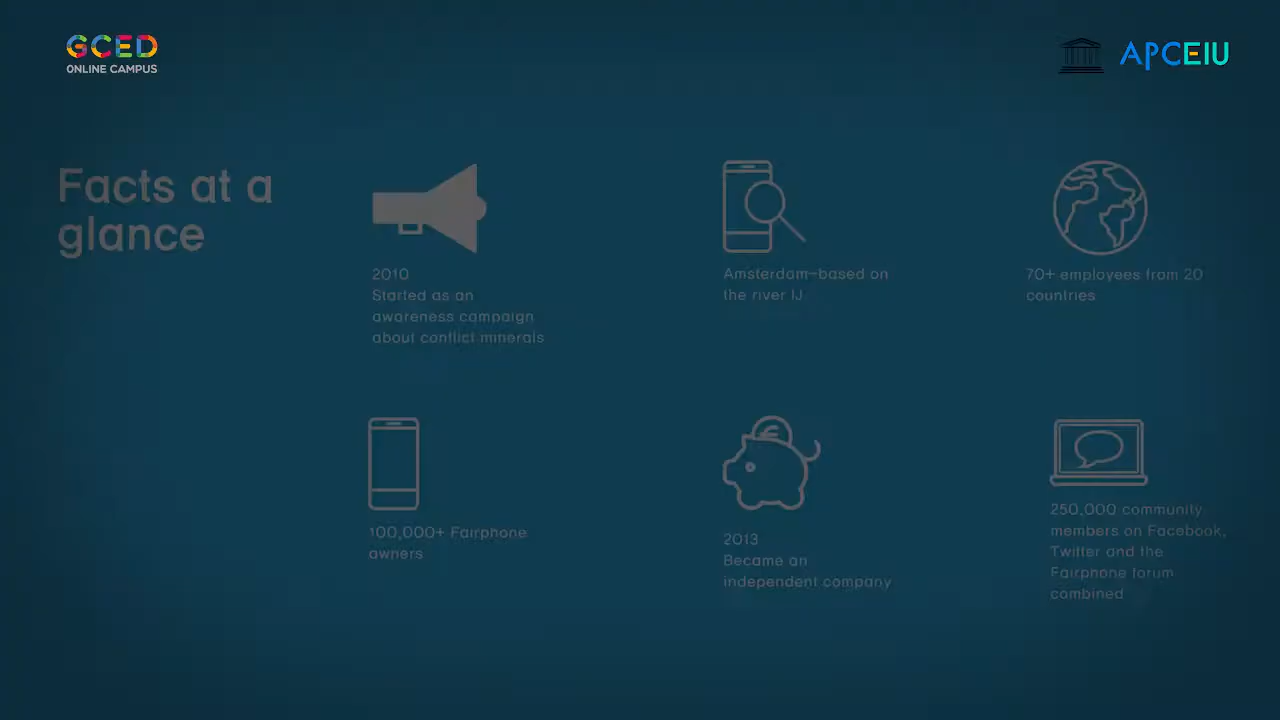 GCED
ONLINE CAMPUS
APCEIU
Facts at a
glance
2010
Started as an
awareness campaign
about conflict minerals
Amsterdam-based on
the river IJ
70+ employees from 20
countries
100,000+ Fairphone
owners
2013
Became an
independent company
250,000 community
members on Facebook,
Twitter and the
Fairphone forum
combined